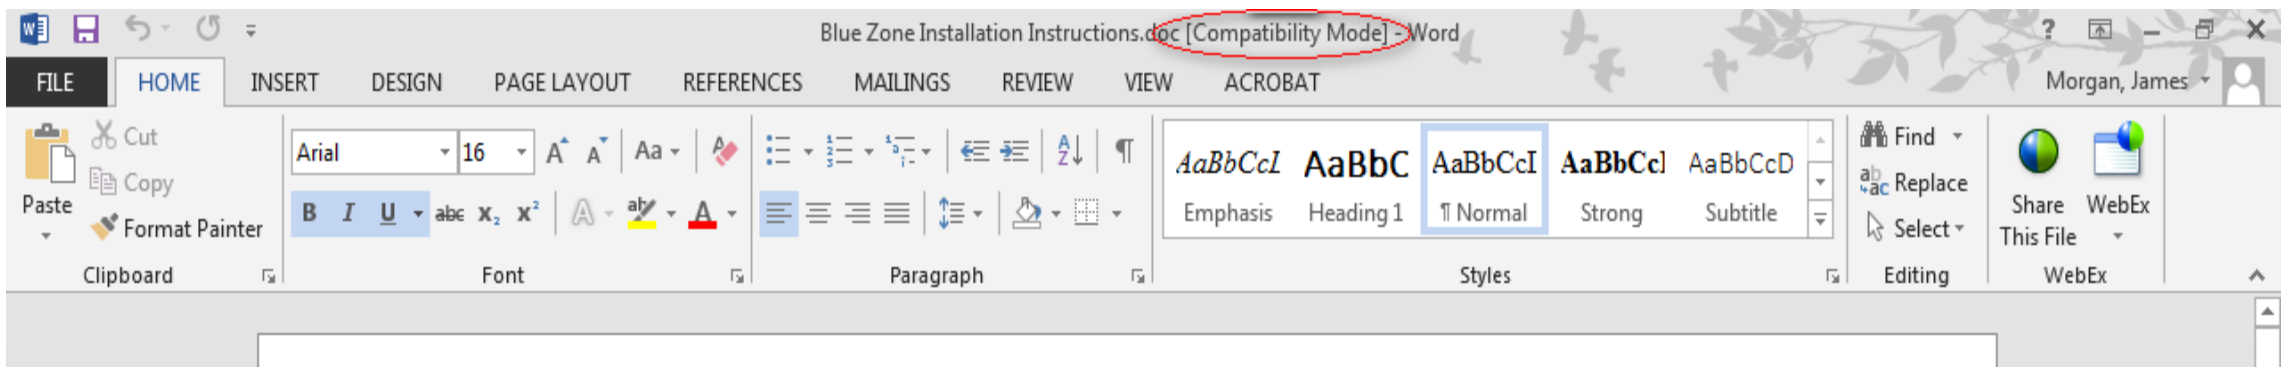 Blue Zone Installation Instructions.doc [Compatibility Mode] - Word
FILE HOME INSERT DESIGN PAGE LAYOUT REFERENCES MAILINGS REVIEW VIEW ACROBAT Morgan, James
Paste
Cut
Copy
Format Painter
Clipboard
Arial 16 Aa
B I U abc x₂ x² A ab A
Font
A Z ¶
Paragraph
AaBbCcI AaBbC AaBbCcI AaBbCcI AaBbCcD
Emphasis Heading 1 ¶ Normal Strong Subtitle
Styles
Find
Replace
Select
Editing
Share This File
WebEx
WebEx